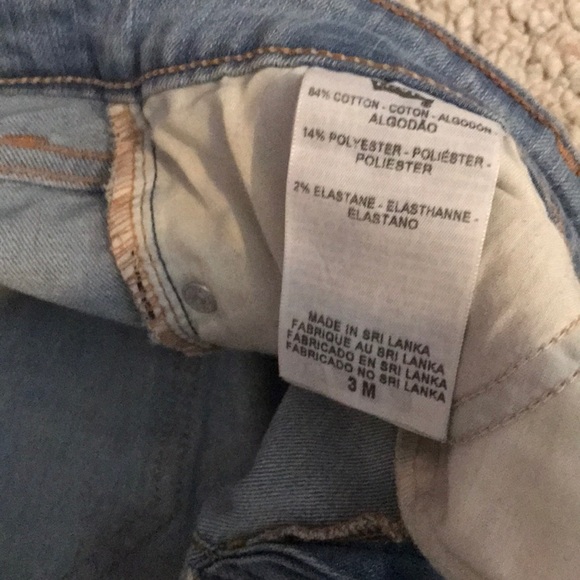 84% COTTON - COTON - ALGODÓN -
ALGODÃO
14% POLYESTER - POLIÉSTER -
POLIESTER
2% ELASTANE - ELASTHANNE -
ELASTANO
MADE IN SRI LANKA
FABRIQUE AU SRI LANKA
FABRICADO EN SRI LANKA
FABRICADO NO SRI LANKA
3 M